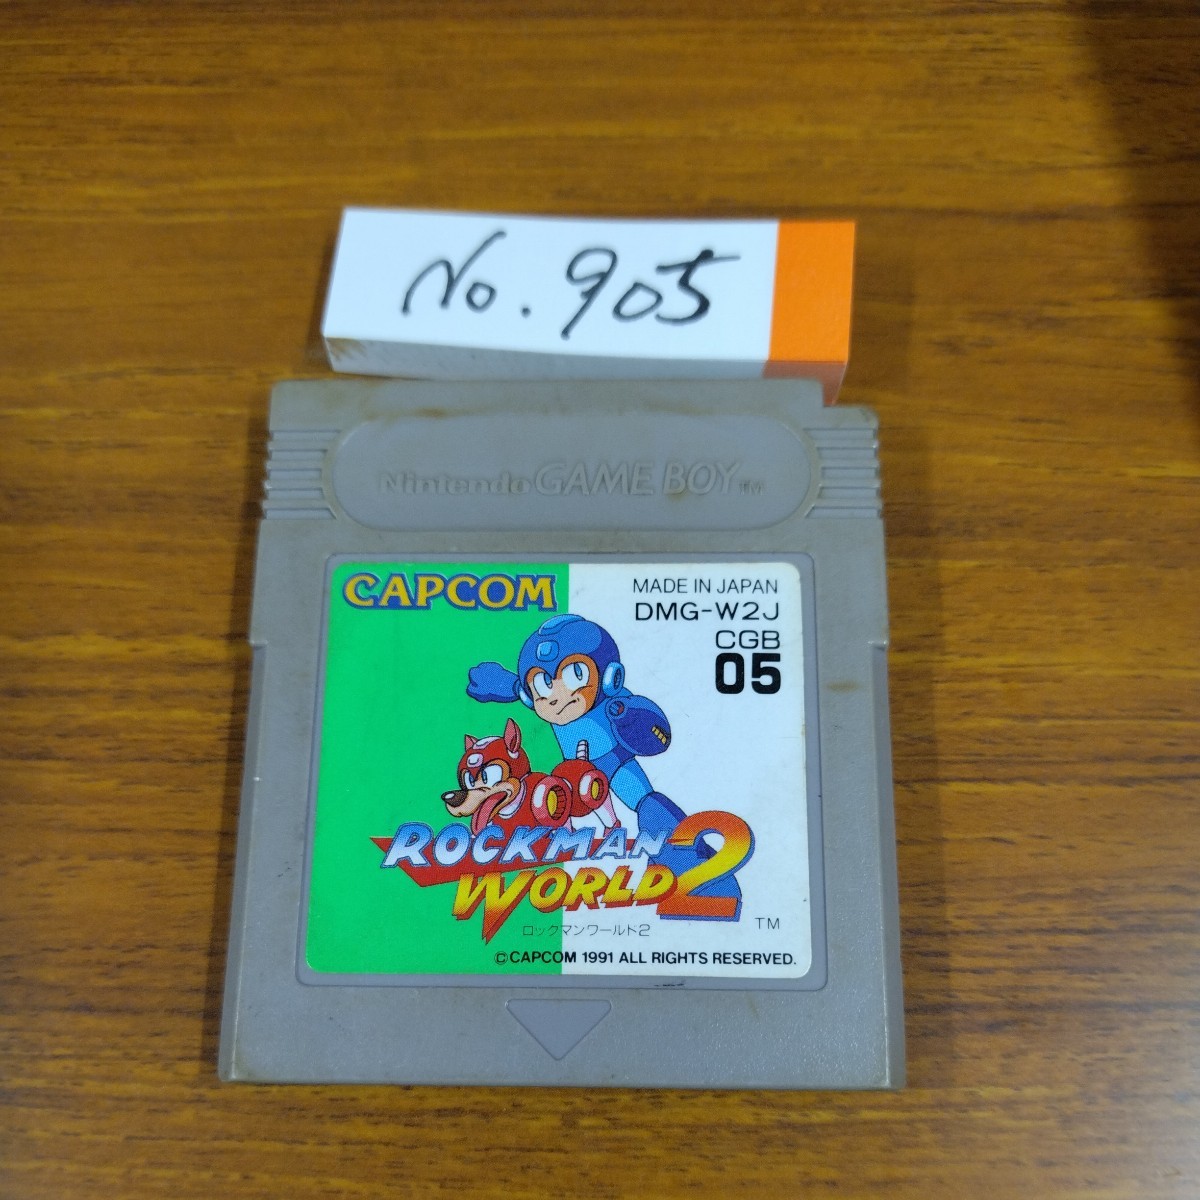 No. 905
Nintendo GAME BOY TM
CAPCOM
MADE IN JAPAN
DMG-W2J
CGB
05
ROCKMAN
WORLD 2
TM
ロックマンワールド2
©CAPCOM 1991 ALL RIGHTS RESERVED.